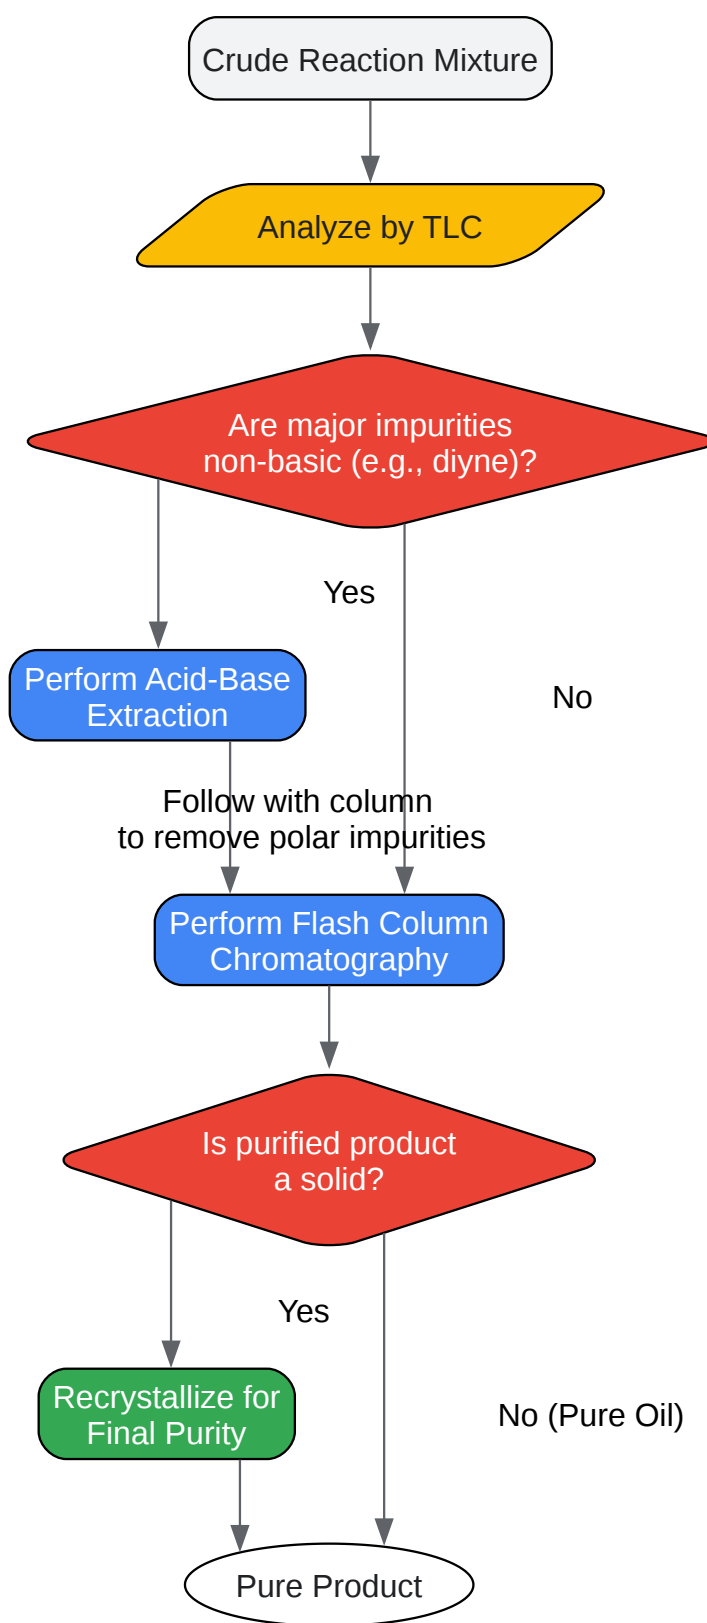 Crude Reaction Mixture
Analyze by TLC
Are major impurities
non-basic (e.g., diyne)?
Yes
Perform Acid-Base
Extraction
No
Follow with column
to remove polar impurities
Perform Flash Column
Chromatography
Is purified product
a solid?
Yes
Recrystallize for
Final Purity
No (Pure Oil)
Pure Product